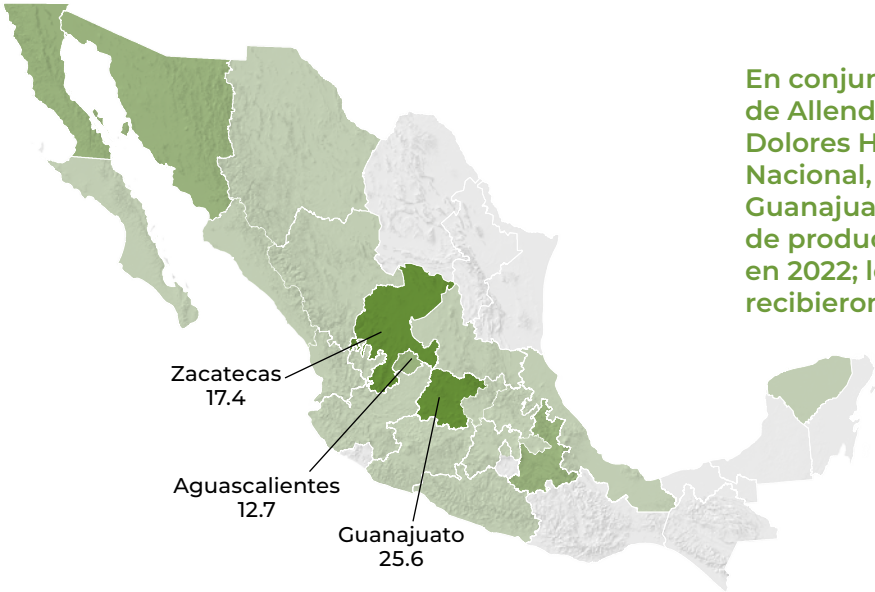 En conjun
de Allend
Dolores H
Nacional,
Guanajua
de produc
en 2022; l
recibieron
Zacatecas
17.4
Aguascalientes
12.7
Guanajuato
25.6